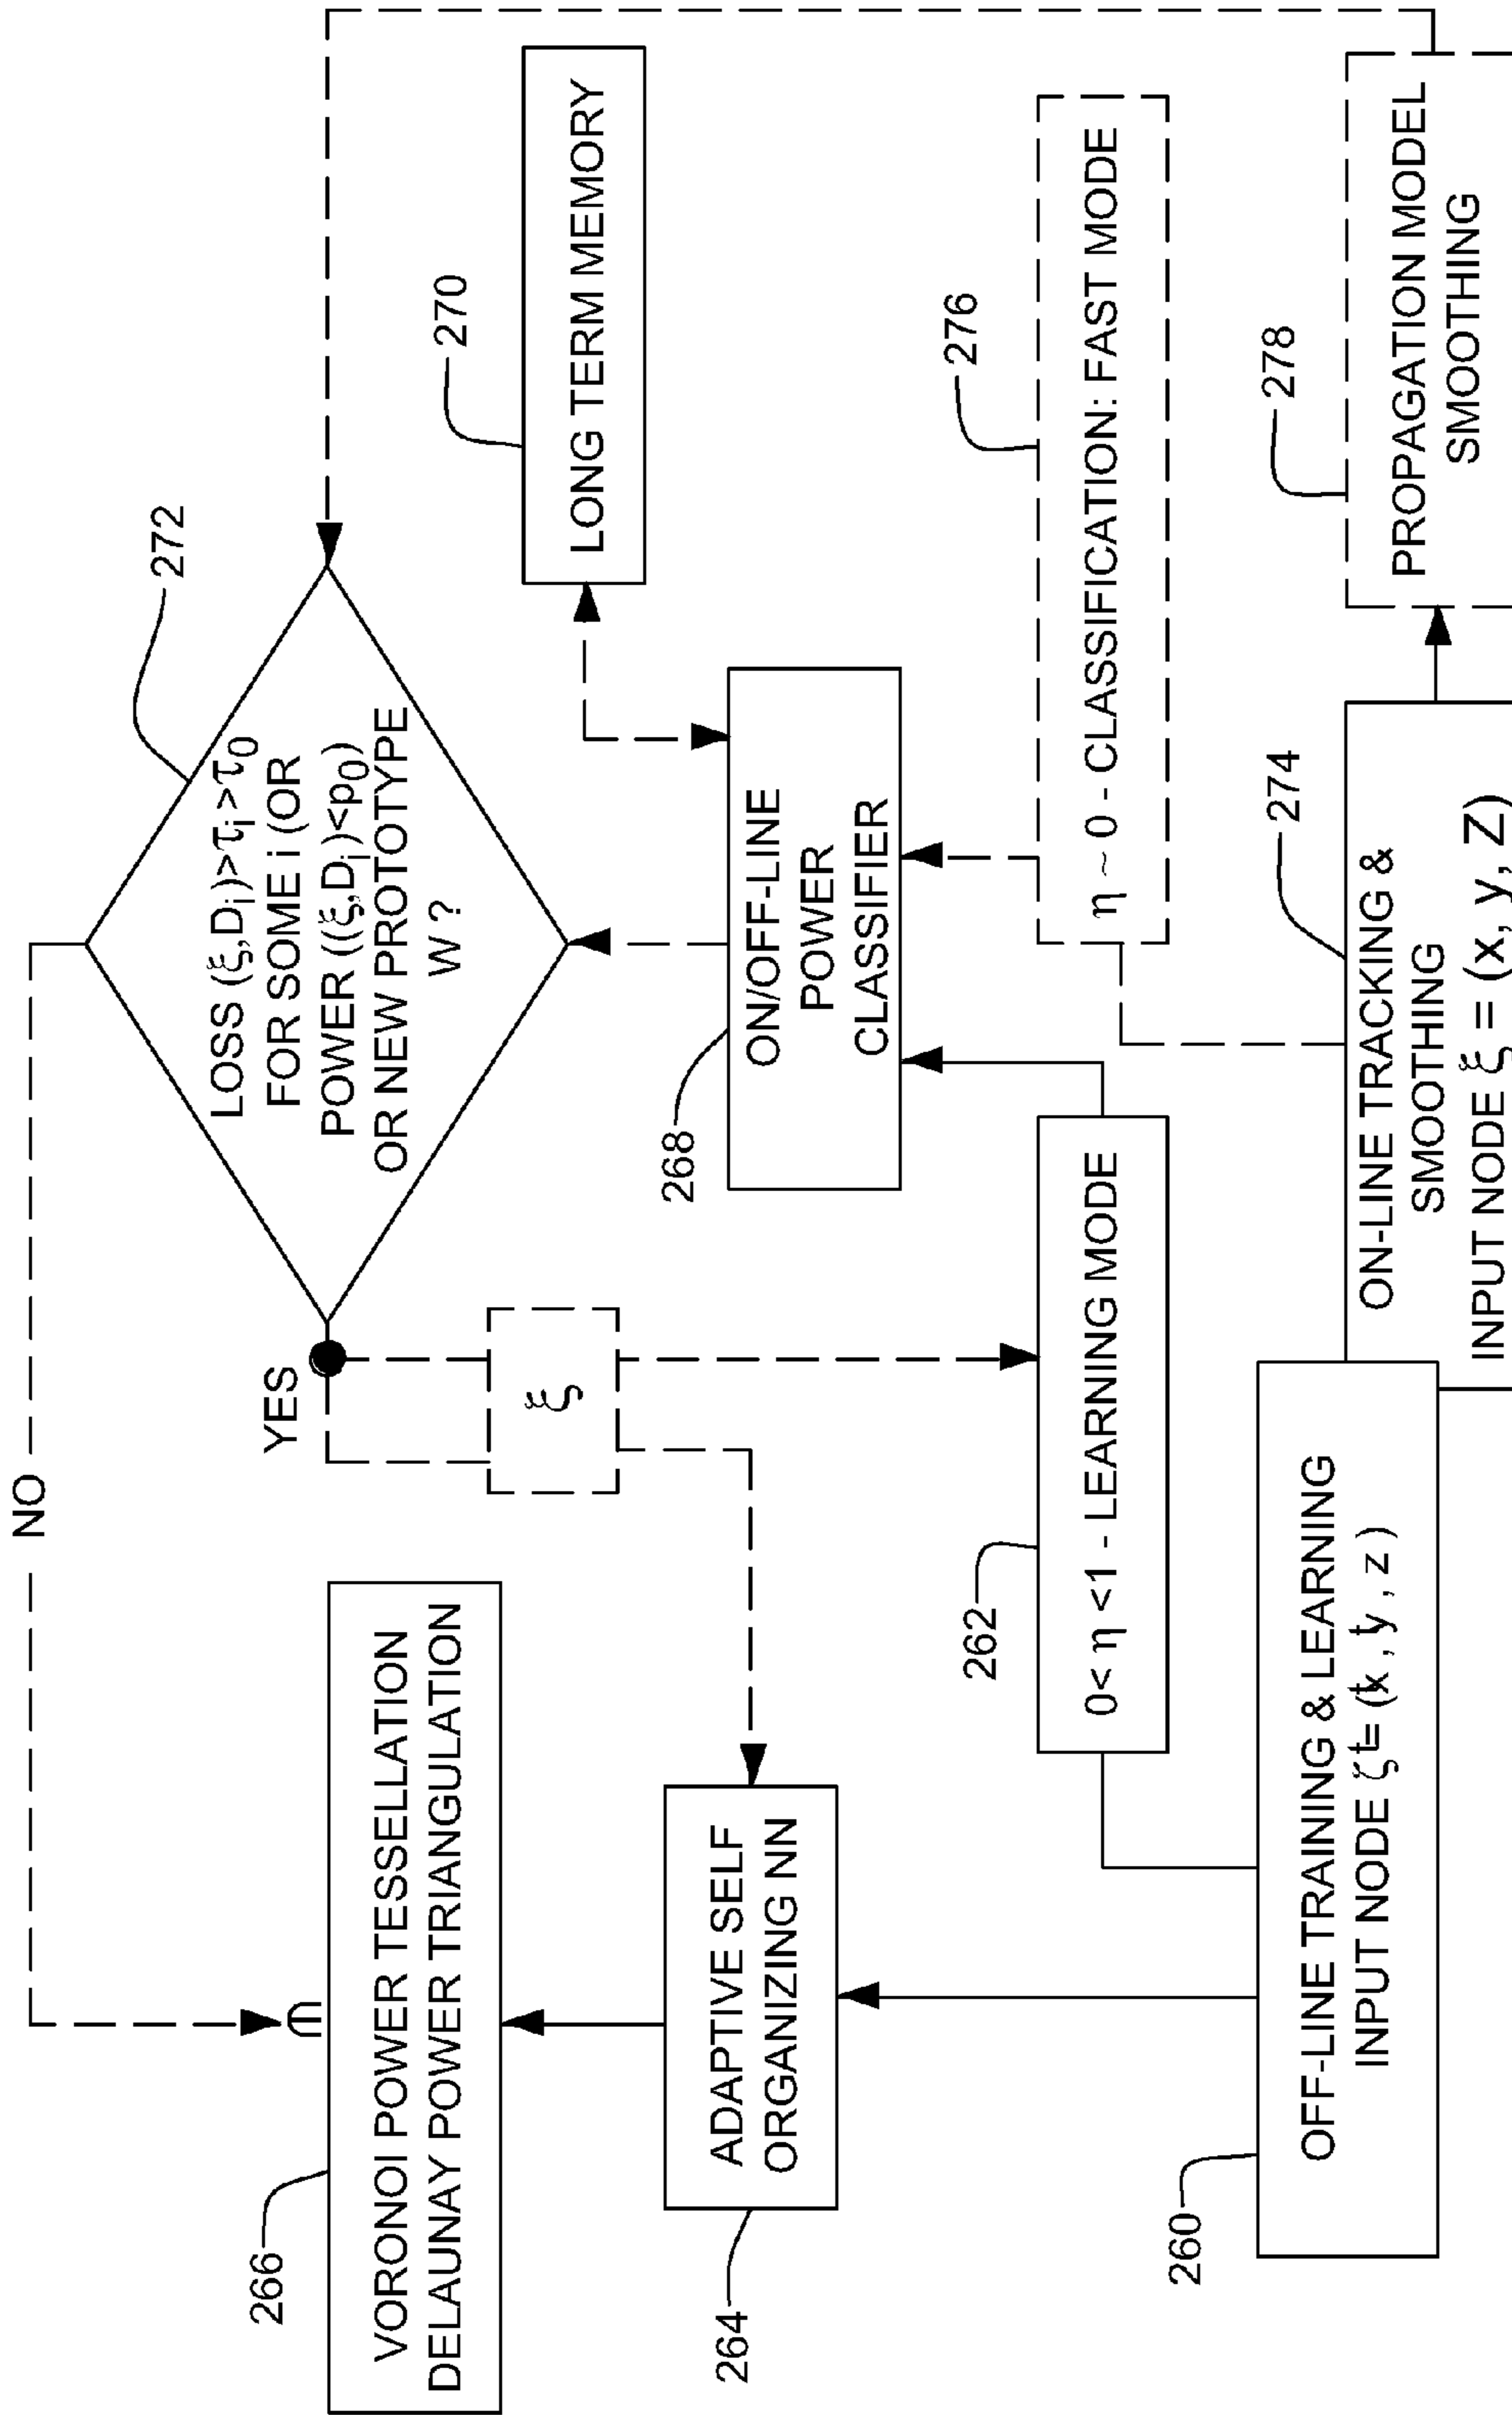 NO
YES
272
LOSS (ξ,Dᵢ)>τᵢ>τ₀
FOR SOME i (OR
POWER ((ξ,Dᵢ)<p₀)
OR NEW PROTOTYPE
W ?
266
VORONOI POWER TESSELLATION
DELAUNAY POWER TRIANGULATION
⋒
ξ
270
LONG TERM MEMORY
264
ADAPTIVE SELF
ORGANIZING NN
268
ON/OFF-LINE
POWER
CLASSIFIER
262
0< η <1 - LEARNING MODE
276
η ~ 0 - CLASSIFICATION: FAST MODE
260
OFF-LINE TRAINING & LEARNING
INPUT NODE
274
ON-LINE TRACKING &
SMOOTHING
INPUT NODE ξ = (x, y, Z)
278
PROPAGATION MODEL
SMOOTHING